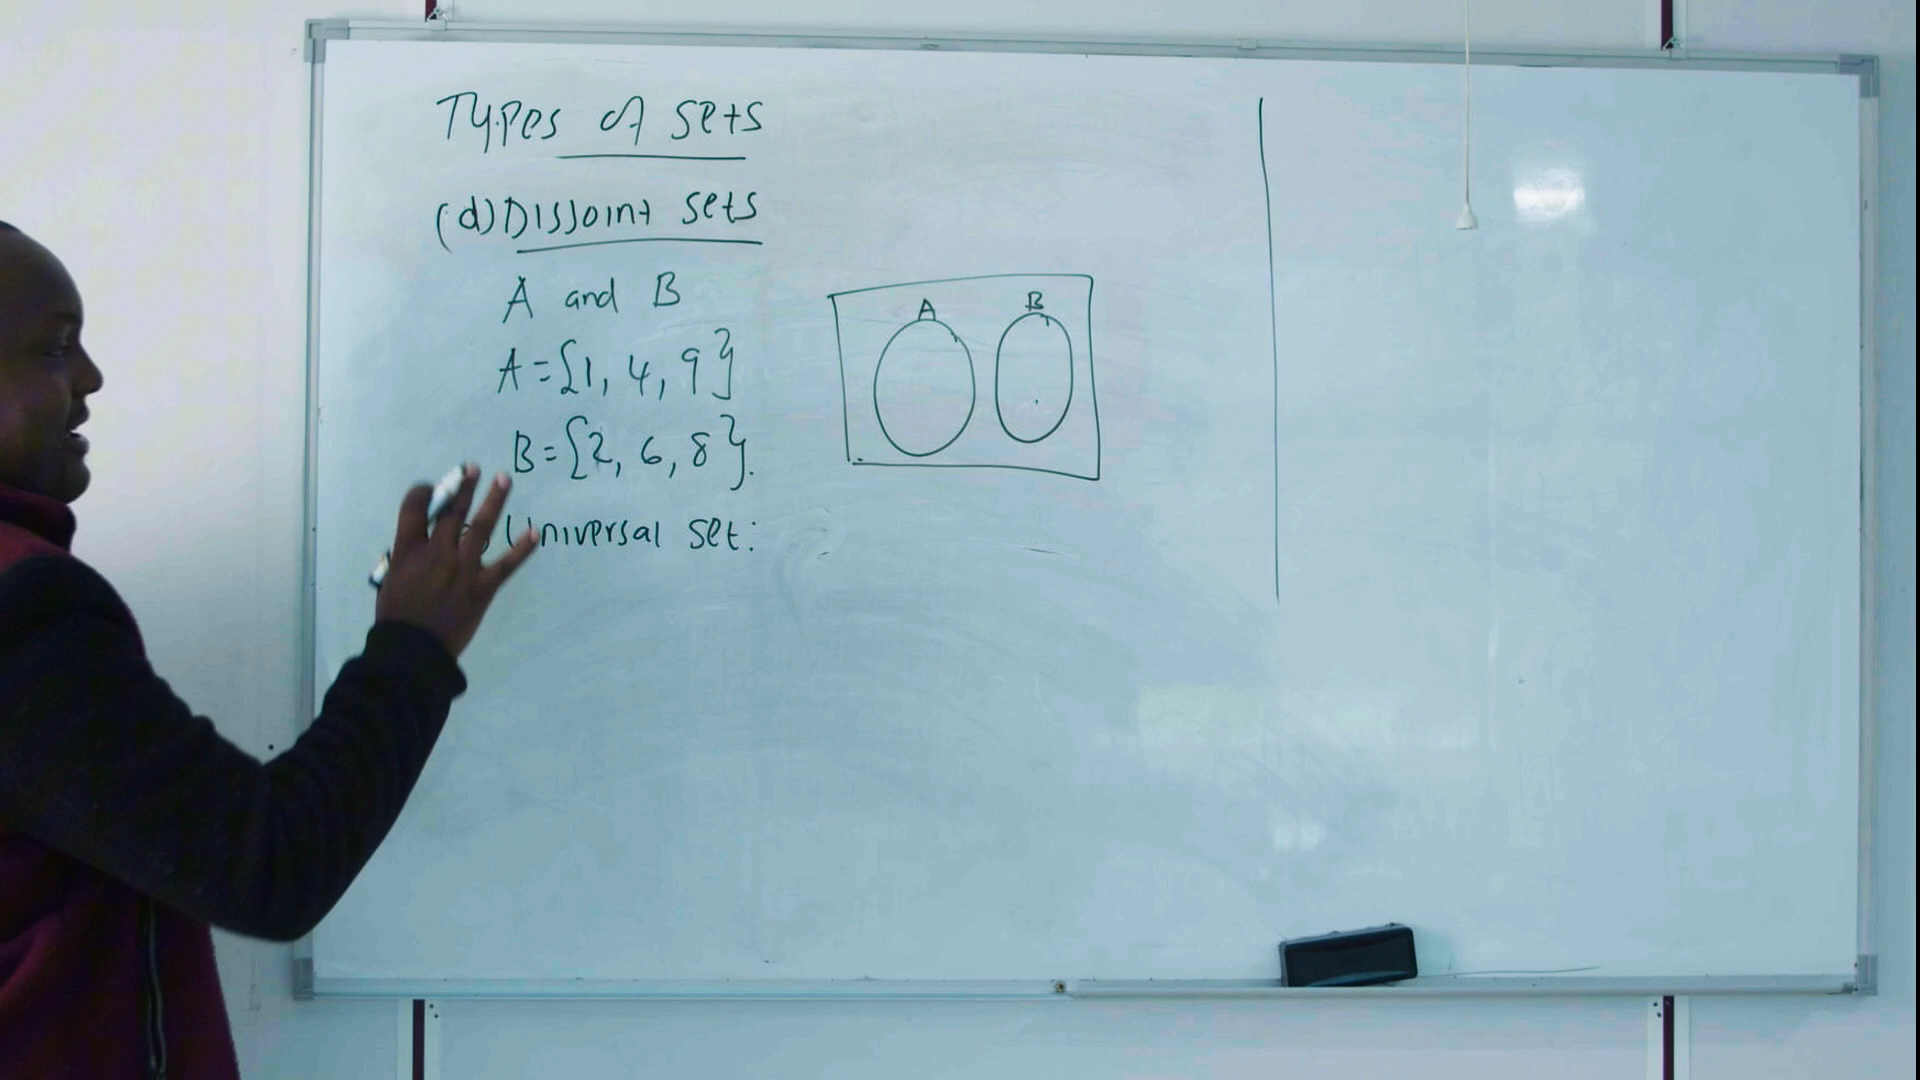 Types of sets
(d) Disjoint sets
A and B
A = {1, 4, 9}
B = {2, 6, 8}.
Universal set:
A
B